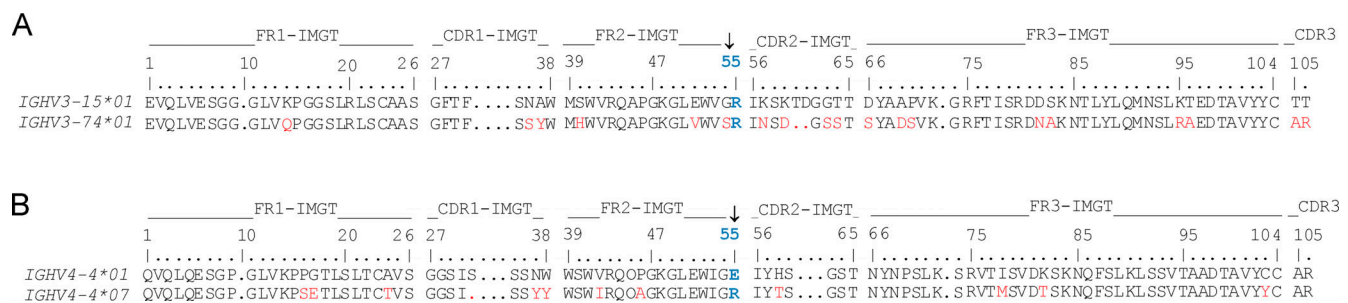 A
FR1-IMGT CDR1-IMGT FR2-IMGT ↓ CDR2-IMGT FR3-IMGT CDR3
1 10 20 26 27 38 39 47 55 56 65 66 75 85 95 104 105
IGHV3-15*01 EVQLVESGG.GLVKPGGSLRLSCAAS GFTF....SNAW MSWVRQAPGKGLEWVGR IKSKTDGGTT DYAAPVK.GRFTISRDDSKNTLYLQMNSLKTEDTAVYYC TT
IGHV3-74*01 EVQLVESGG.GLVQPGGSLRLSCAAS GFTF....SSYW MHWVRQAPGKGLVWVSR INSD..GSST SYADSVK.GRFTISRDNAKNTLYLQMNSLRAEDTAVYYC AR
B
FR1-IMGT CDR1-IMGT FR2-IMGT ↓ CDR2-IMGT FR3-IMGT CDR3
1 10 20 26 27 38 39 47 55 56 65 66 75 85 95 104 105
IGHV4-4*01 QVQLQESGP.GLVKPPGTLSLTCAVS GGSIS....SSNW WSWVRQOPGKGLEWIGE IYHS...GST NYNPSLK.SRVTISVDKSKNQFSLKLSSVTAADTAVYCC AR
IGHV4-4*07 QVQLQESGP.GLVKPSETLSLTCTVS GGSI.....SSYY WSWIRQPAGKGLEWIGR IYTS...GST NYNPSLK.SRVTMSVDTSKNQFSLKLSSVTAADTAVYYC AR